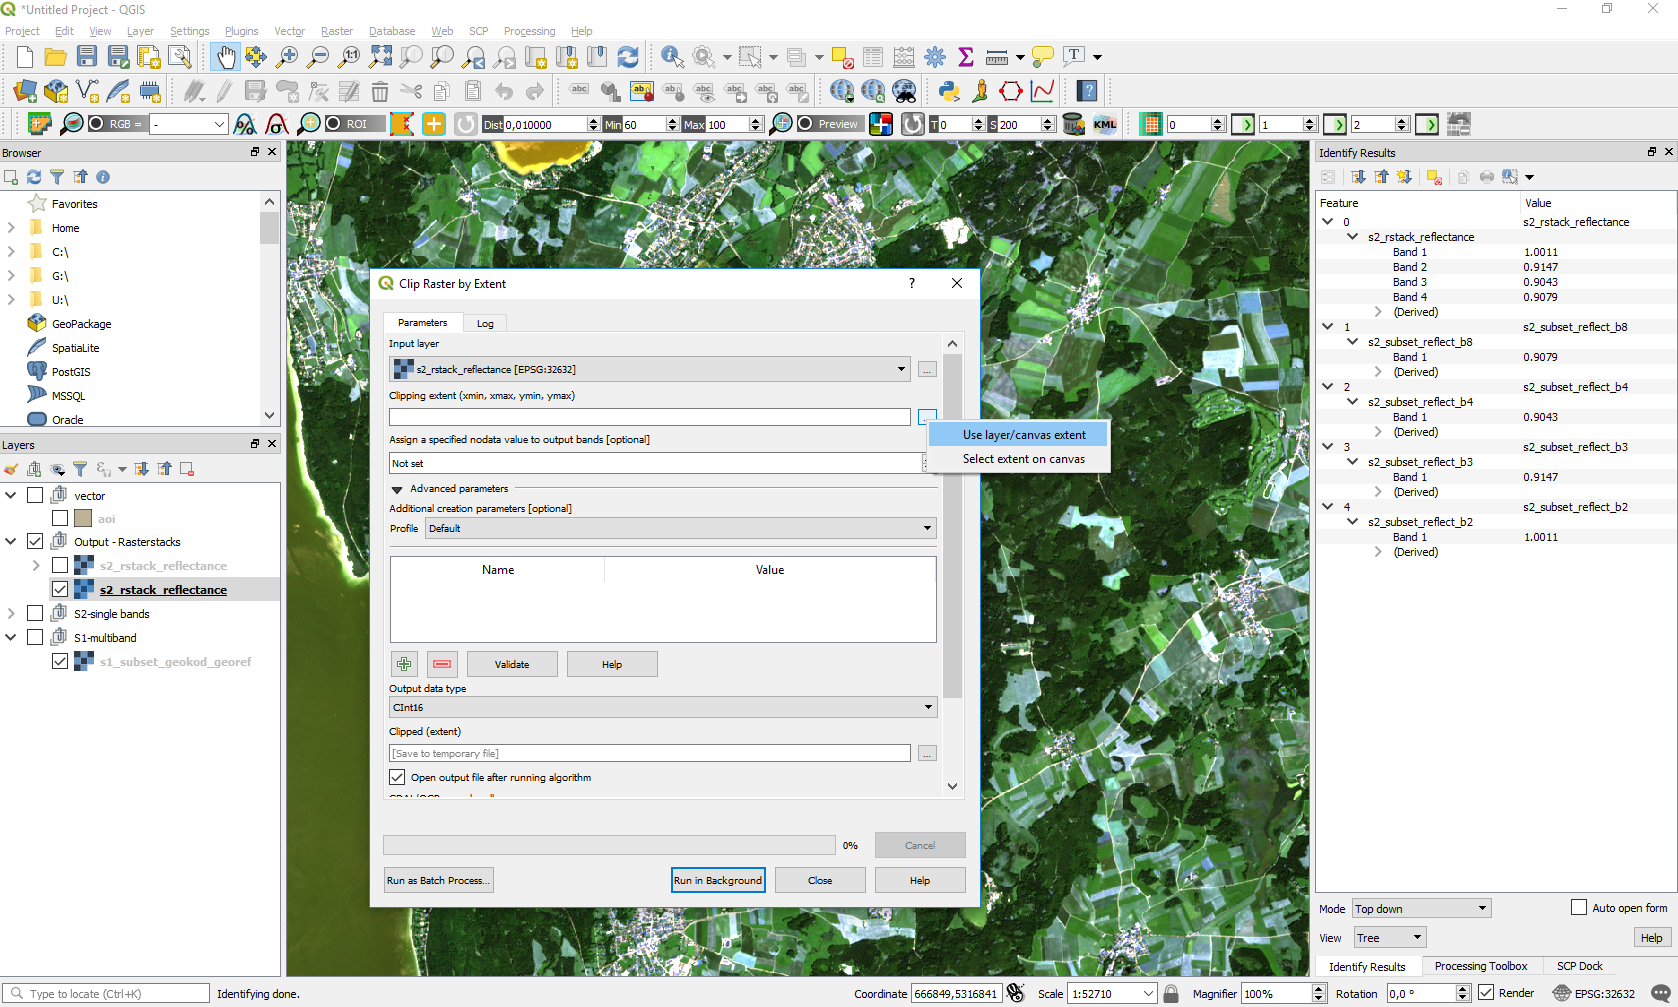 *Untitled Project - QGIS
Project Edit View Layer Settings Plugins Vector Raster Database Web SCP Processing Help
RGB = - ROI Dist 0,010000 Min 60 Max 100 Preview T 0 S 200 KML 0 1 2
Browser
Favorites
Home
C:\
G:\
U:\
GeoPackage
SpatiaLite
PostGIS
MSSQL
Oracle
Layers
vector
aoi
Output - Rasterstacks
s2_rstack_reflectance
s2_rstack_reflectance
S2-single bands
S1-multiband
s1_subset_geokod_georef
Clip Raster by Extent
? 
Parameters Log
Input layer
s2_rstack_reflectance [EPSG:32632]
...
Clipping extent (xmin, xmax, ymin, ymax)
Use layer/canvas extent
Select extent on canvas
Assign a specified nodata value to output bands [optional]
Not set
Advanced parameters
Additional creation parameters [optional]
Profile Default
Name Value
Validate Help
Output data type
CInt16
Clipped (extent)
[Save to temporary file]
...
Open output file after running algorithm
0% Cancel
Run as Batch Process... Run in Background Close Help
Identify Results
Feature Value
0 s2_rstack_reflectance
s2_rstack_reflectance
Band 1 1.0011
Band 2 0.9147
Band 3 0.9043
Band 4 0.9079
(Derived)
1 s2_subset_reflect_b8
s2_subset_reflect_b8
Band 1 0.9079
(Derived)
2 s2_subset_reflect_b4
s2_subset_reflect_b4
Band 1 0.9043
(Derived)
3 s2_subset_reflect_b3
s2_subset_reflect_b3
Band 1 0.9147
(Derived)
4 s2_subset_reflect_b2
s2_subset_reflect_b2
Band 1 1.0011
(Derived)
Mode Top down Auto open form
View Tree Help
Identify Results Processing Toolbox SCP Dock
Type to locate (Ctrl+K) Identifying done. Coordinate 666849,5316841 Scale 1:52710 Magnifier 100% Rotation 0,0 ° Render EPSG:32632